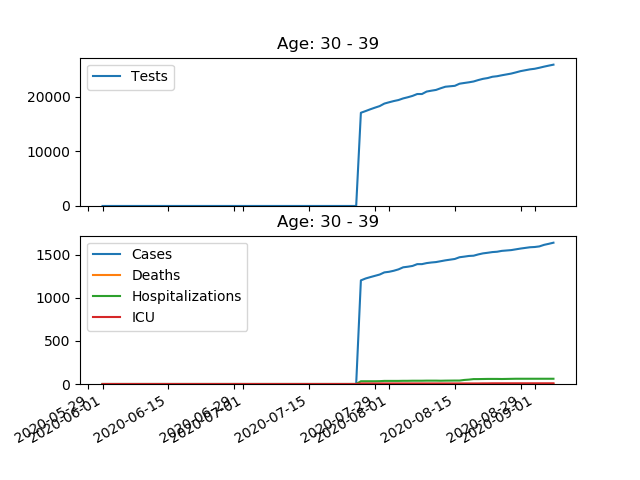 Age: 30 - 39
Tests
20000
10000
0
Age: 30 - 39
Cases
Deaths
Hospitalizations
ICU
1500
1000
500
0
2020-05-29
2020-06-01
2020-06-15
2020-06-29
2020-07-01
2020-07-15
2020-07-29
2020-08-01
2020-08-15
2020-08-29
2020-09-01